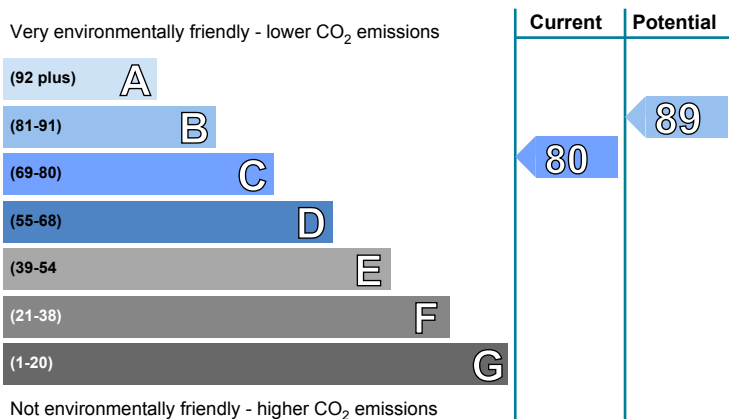 Very environmentally friendly - lower CO₂ emissions
Current
Potential
(92 plus) A
(81-91) B
(69-80) C
(55-68) D
(39-54 E
(21-38) F
(1-20) G
89
80
Not environmentally friendly - higher CO₂ emissions